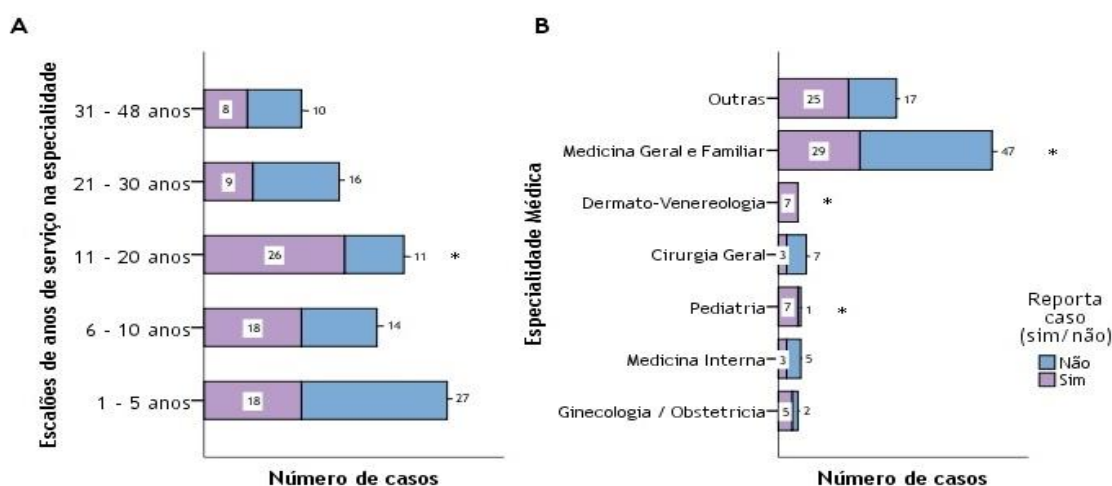 A
Escalões de anos de serviço na especialidade
31 - 48 anos
8
10
21 - 30 anos
9
16
11 - 20 anos
26
11
*
6 - 10 anos
18
14
1 - 5 anos
18
27
Número de casos
B
Especialidade Médica
Outras
25
17
Medicina Geral e Familiar
29
47
*
Dermato-Venereologia
7
*
Cirurgia Geral
3
7
Pediatria
7
1
*
Medicina Interna
3
5
Ginecologia / Obstetricia
5
2
Número de casos
Reporta
caso
(sim/não)
Não
Sim